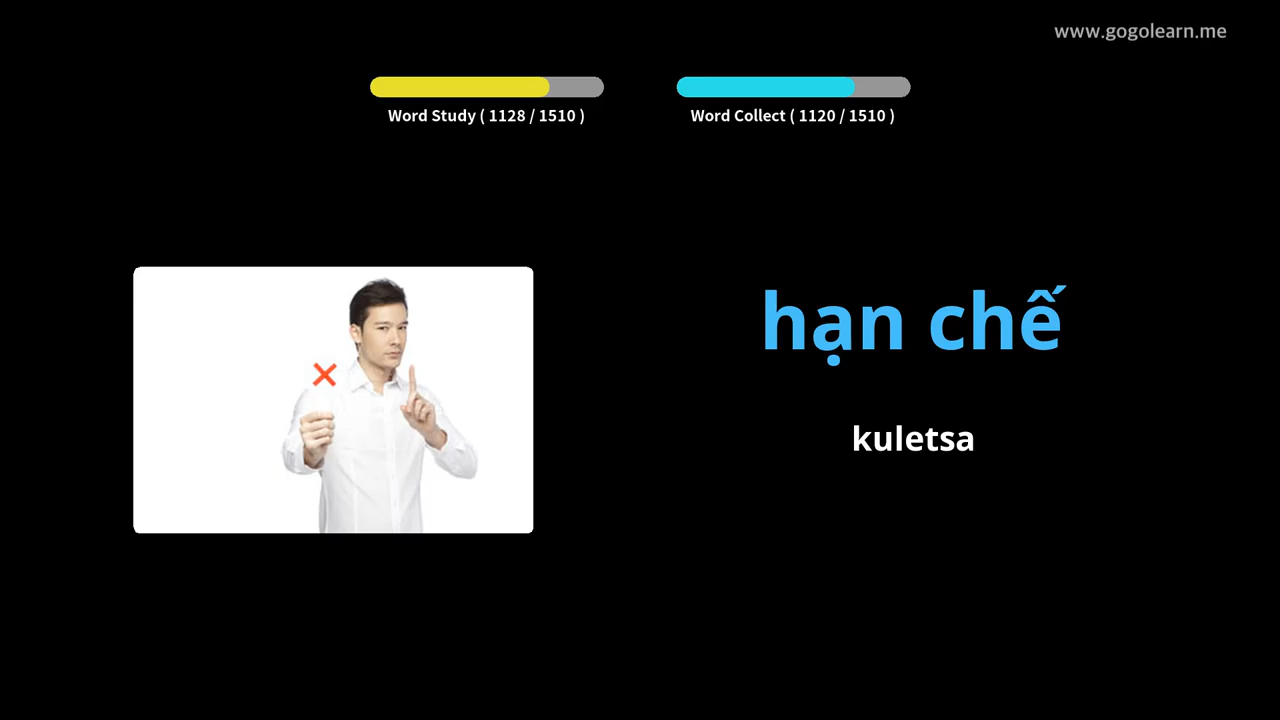 www.gogolearn.me
Word Study ( 1128 / 1510 )
Word Collect ( 1120 / 1510 )
hạn chế
kuletsa